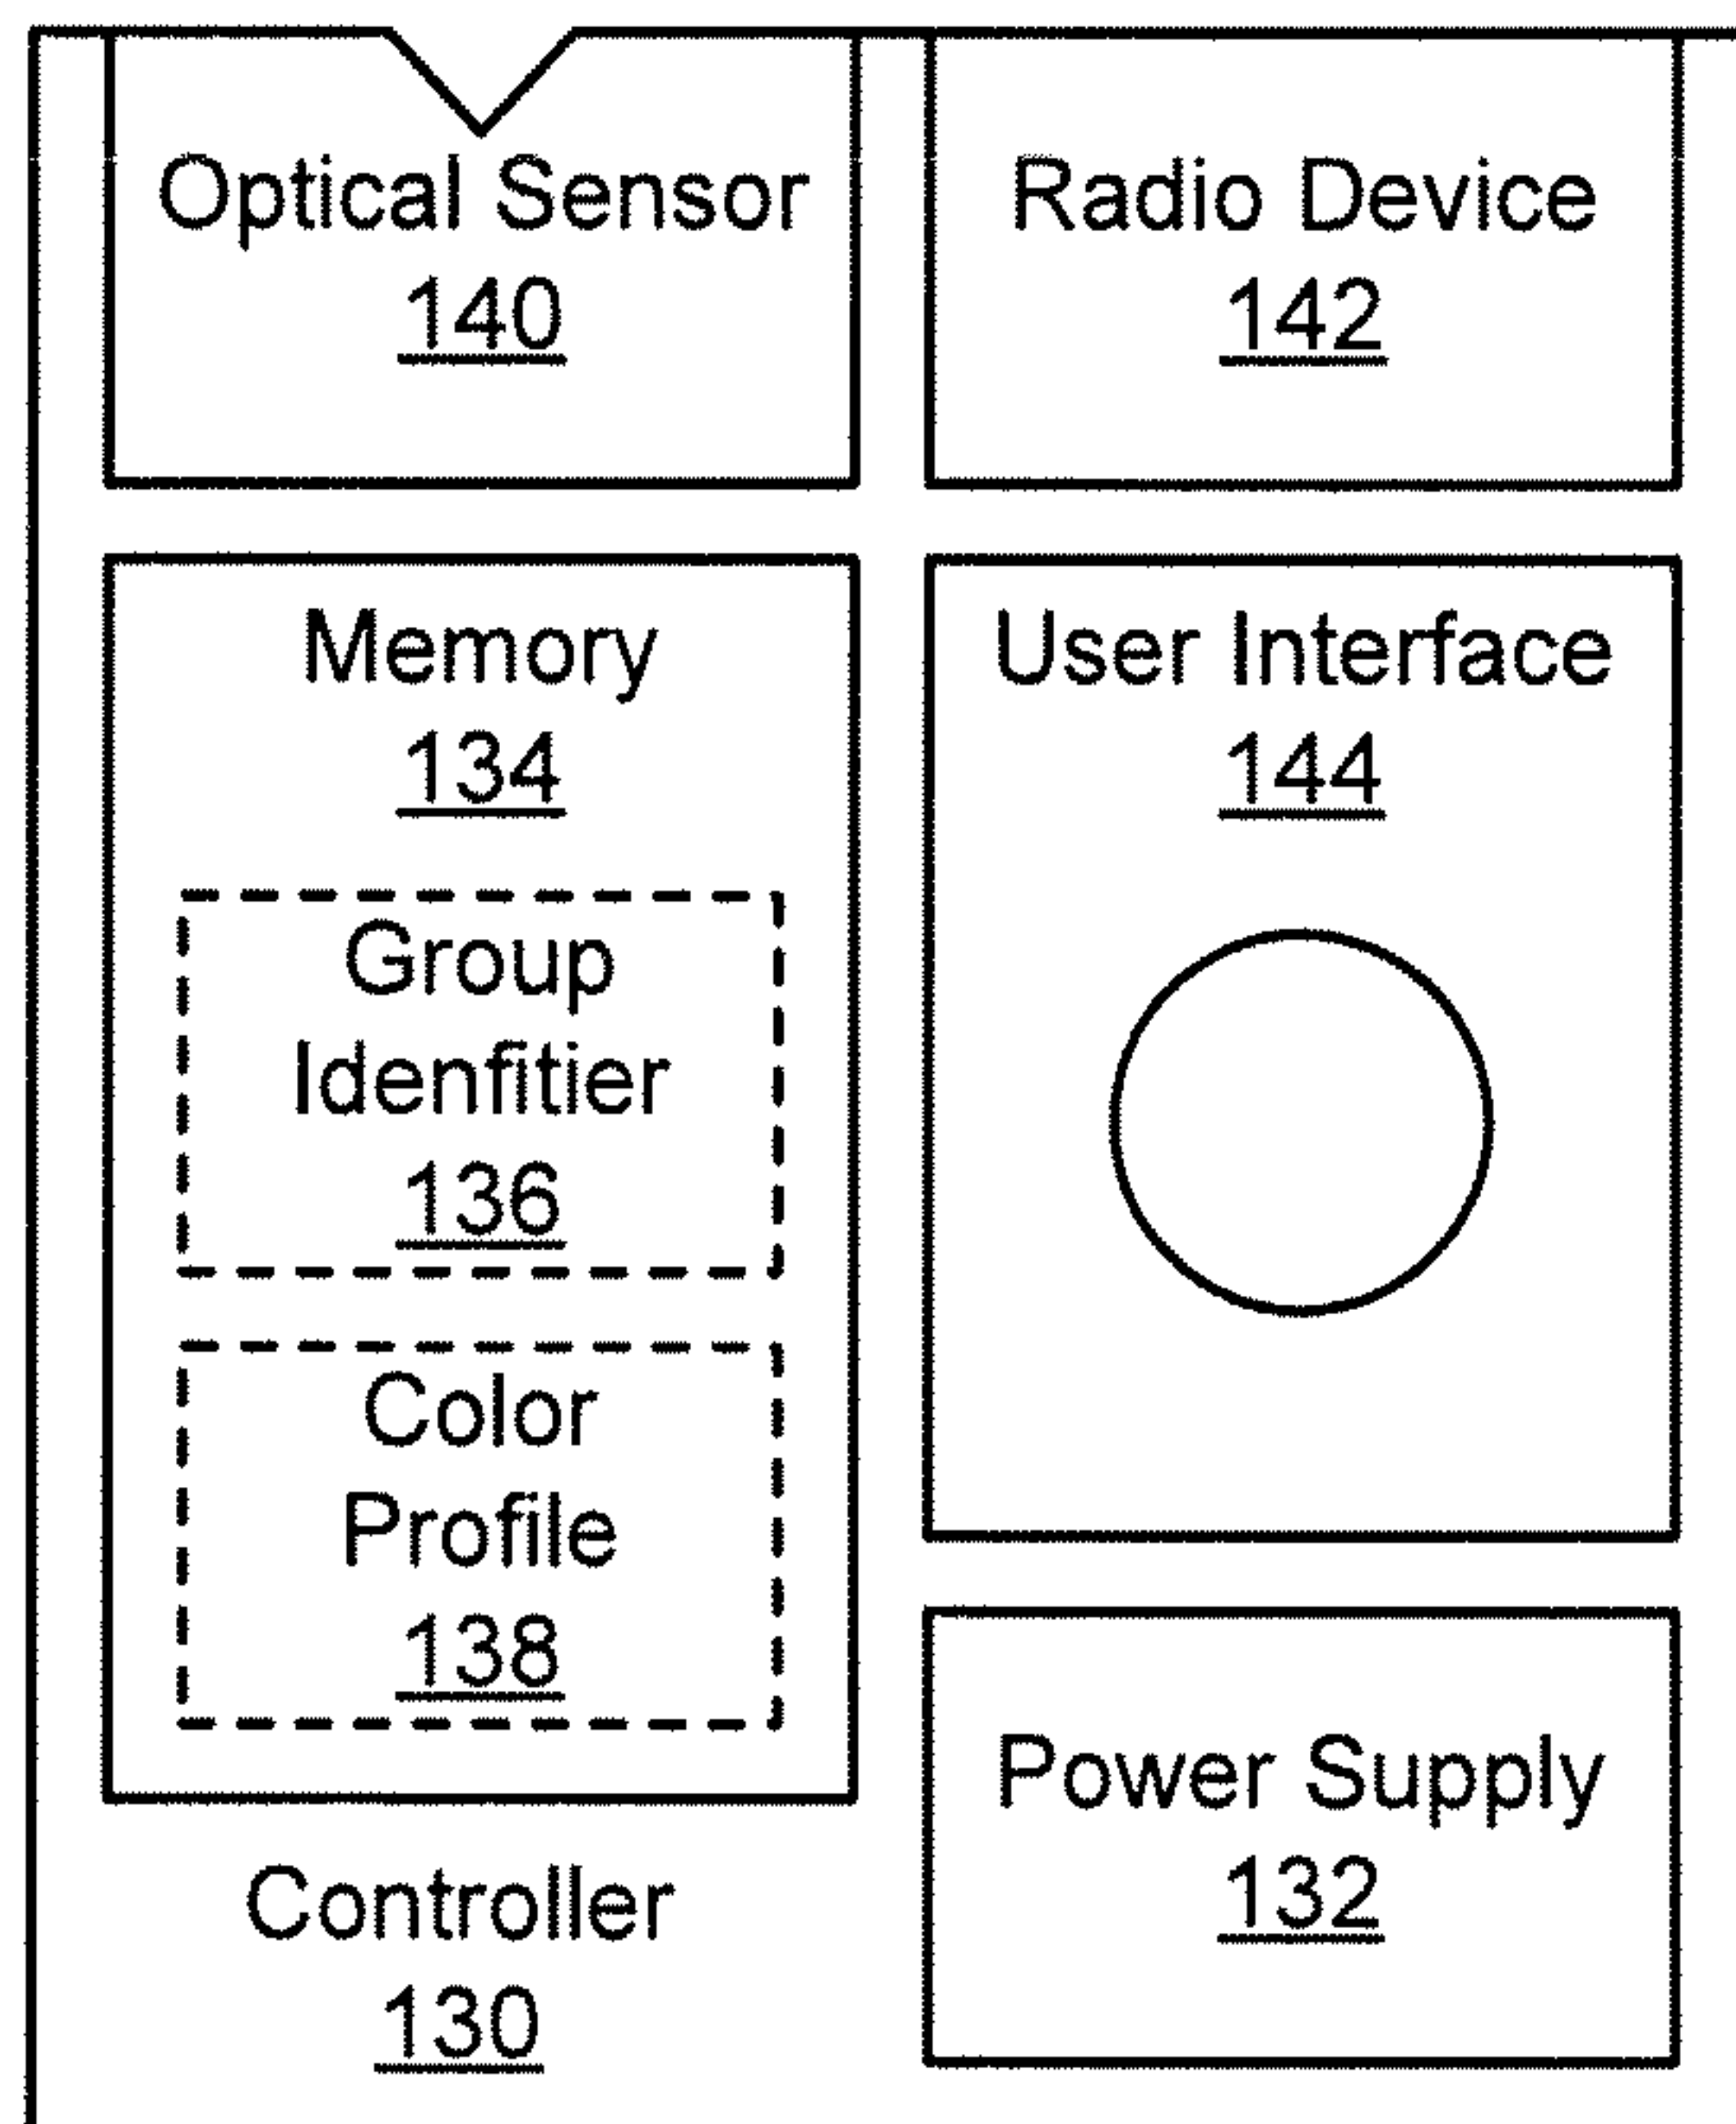 Optical Sensor
140
Radio Device
142
Memory
134
Group
Idenfitier
136
Color
Profile
138
User Interface
144
Power Supply
132
Controller
130